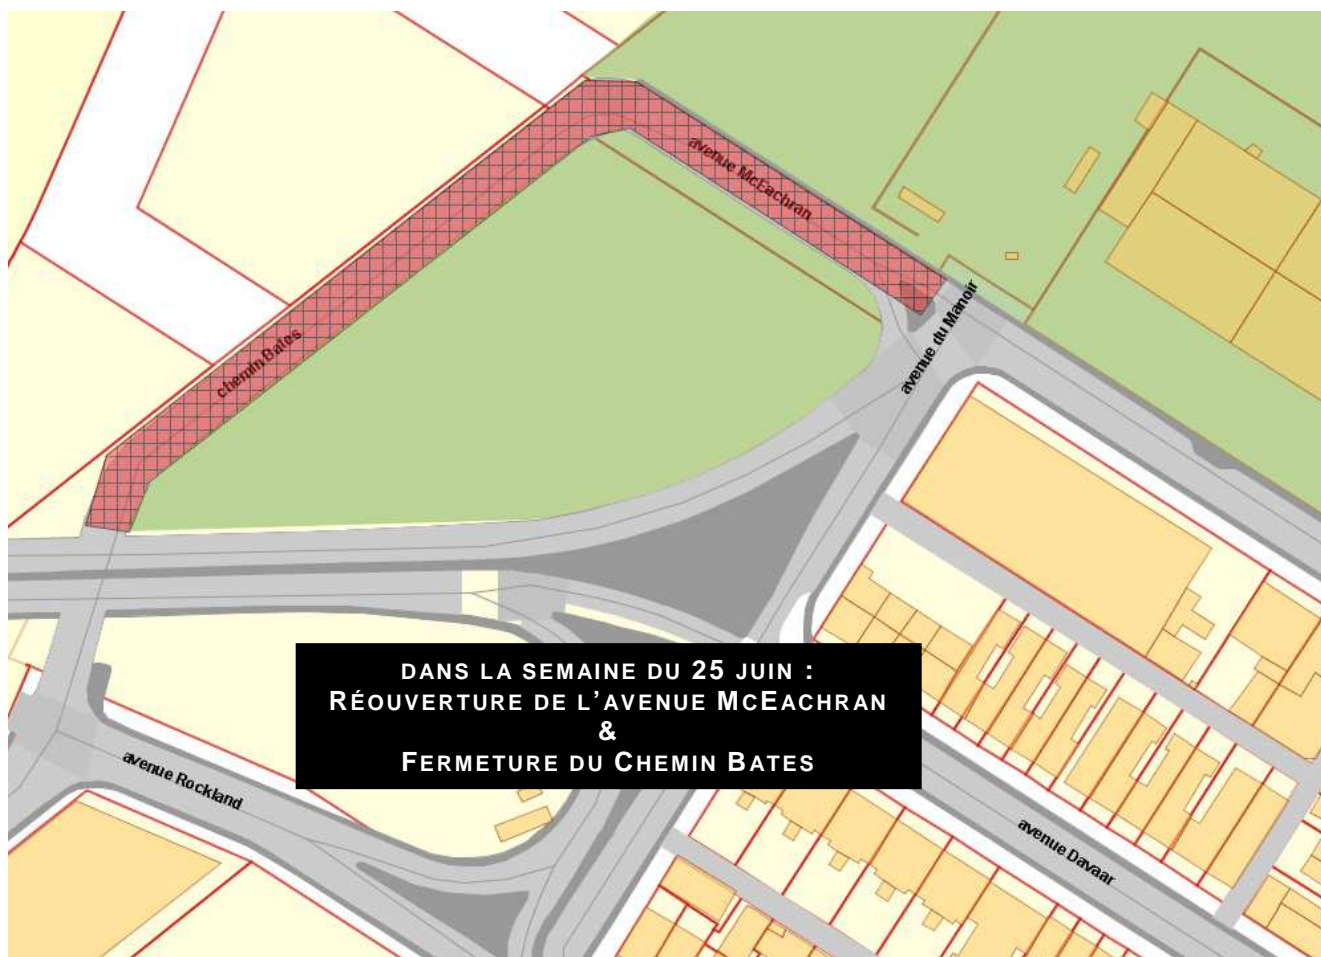 avenue McEachran
chemin Bates
avenue du Manoir
DANS LA SEMAINE DU 25 JUIN :
RÉOUVERTURE DE L'AVENUE MCEACHRAN
&
FERMETURE DU CHEMIN BATES
avenue Rockland
avenue Davaar